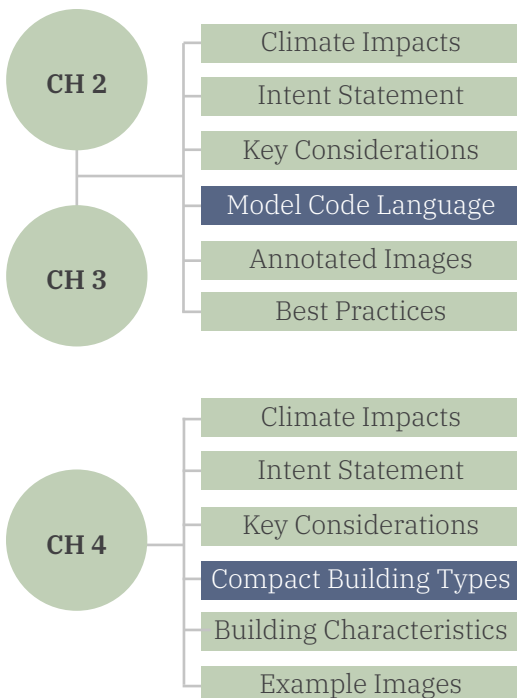 CH 2
Climate Impacts
Intent Statement
Key Considerations
Model Code Language
CH 3
Annotated Images
Best Practices
Climate Impacts
Intent Statement
Key Considerations
CH 4
Compact Building Types
Building Characteristics
Example Images